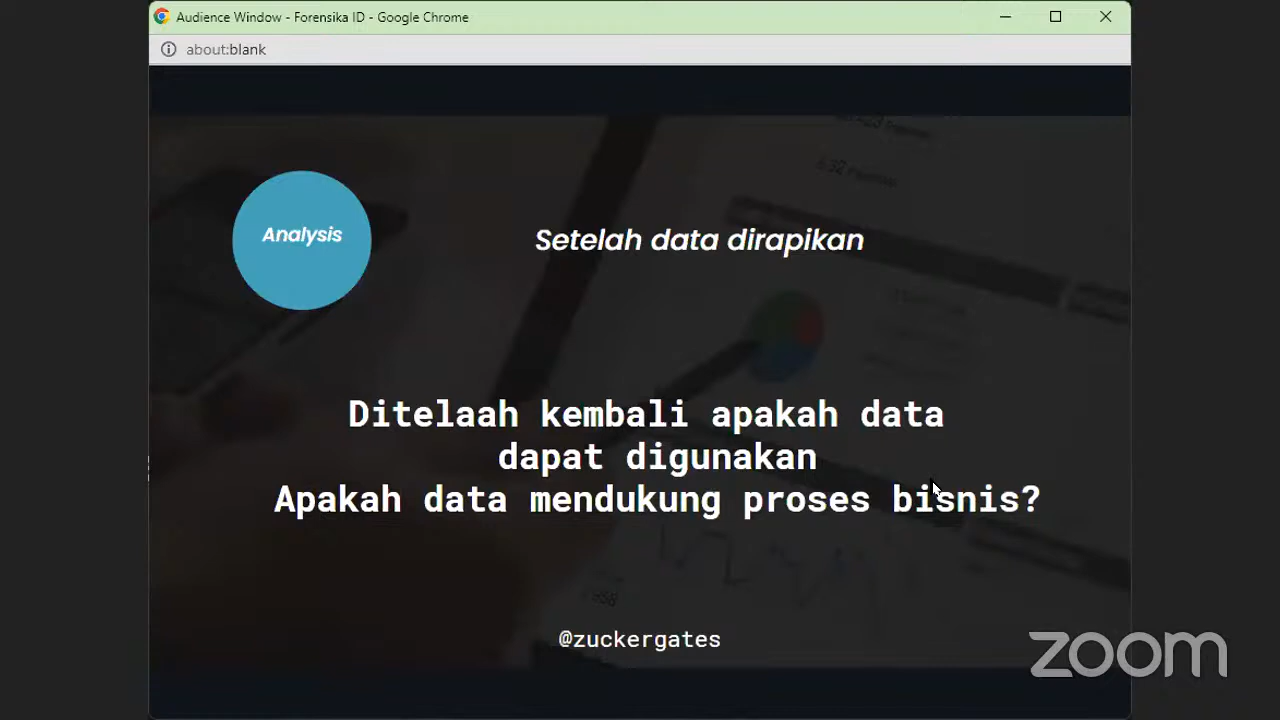 Audience Window - Forensika ID - Google Chrome
about:blank
Analysis
Setelah data dirapikan
Ditelaah kembali apakah data
dapat digunakan
Apakah data mendukung proses bisnis?
@zuckergates
zoom